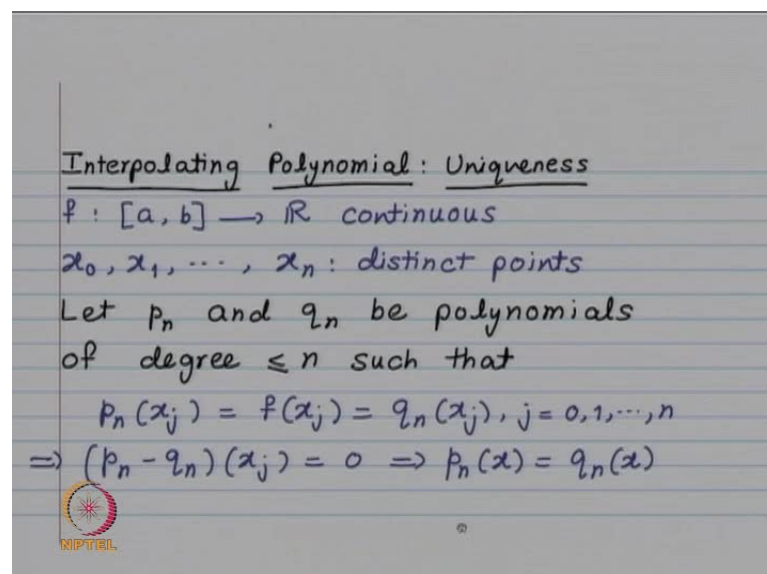 Interpolating Polynomial : Uniqueness
f : [a, b] → ℝ continuous
x₀, x₁, ⋯, xₙ : distinct points
Let pₙ and qₙ be polynomials
of degree ≤ n such that
pₙ(xⱼ) = f(xⱼ) = qₙ(xⱼ), j = 0, 1, ⋯, n
⇒ (pₙ - qₙ)(xⱼ) = 0 ⇒ pₙ(x) = qₙ(x)
NPTEL